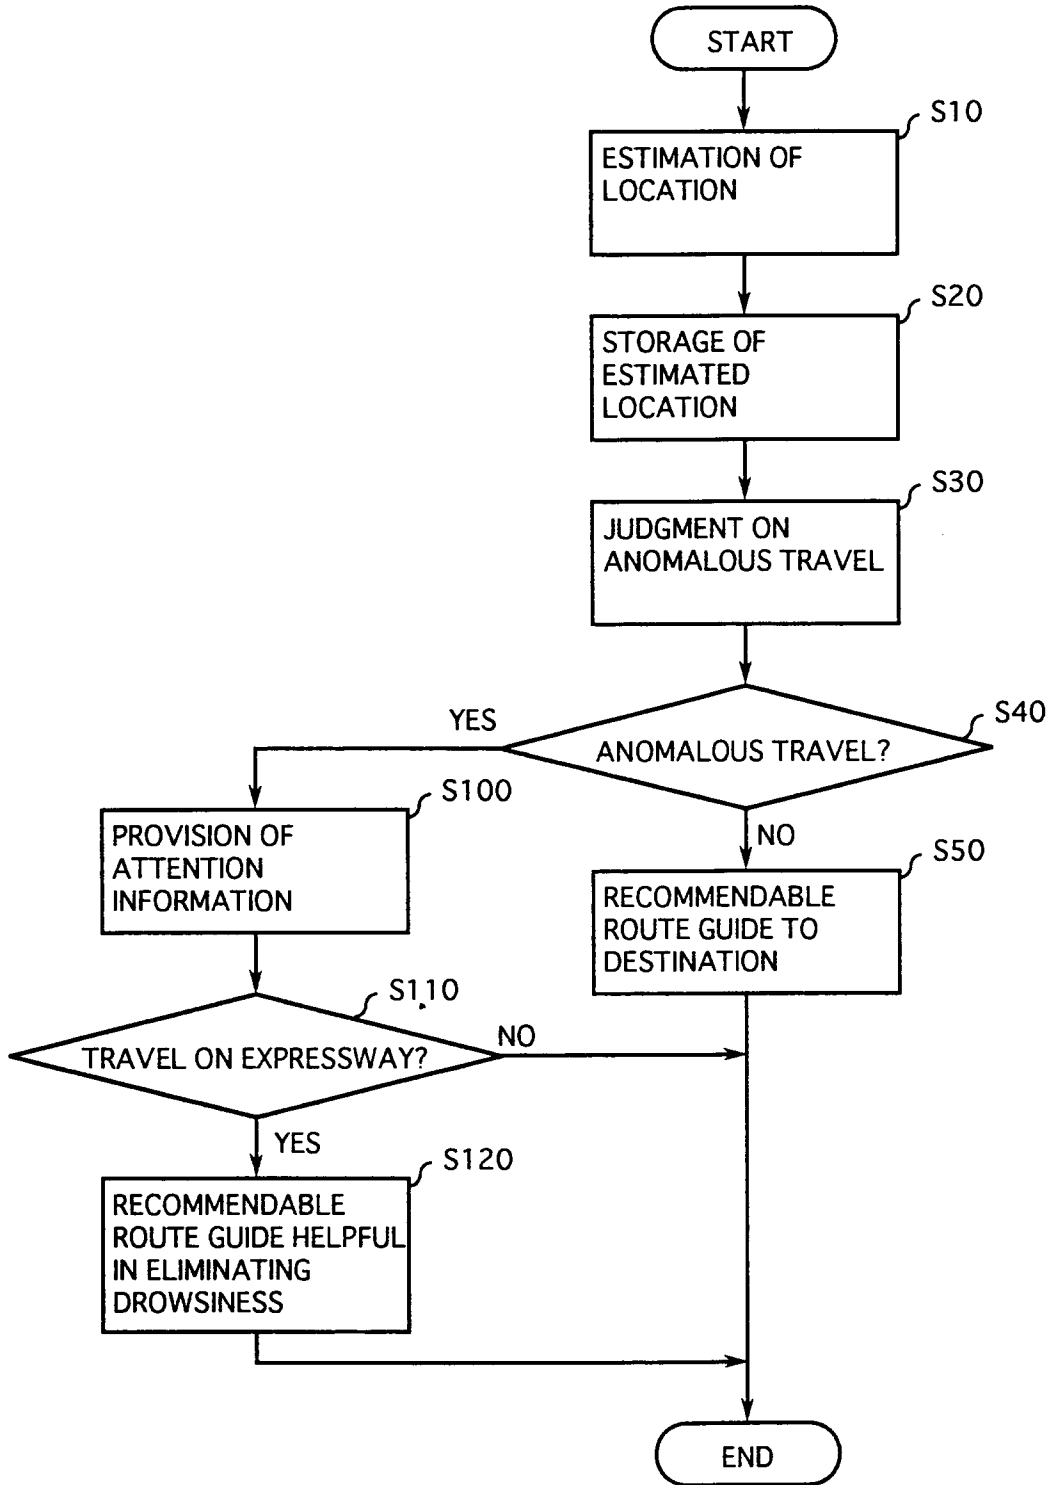 START
S10
ESTIMATION OF
LOCATION
S20
STORAGE OF
ESTIMATED
LOCATION
S30
JUDGMENT ON
ANOMALOUS TRAVEL
S40
ANOMALOUS TRAVEL?
YES
NO
S100
PROVISION OF
ATTENTION
INFORMATION
S50
RECOMMENDABLE
ROUTE GUIDE TO
DESTINATION
S110
TRAVEL ON EXPRESSWAY?
NO
YES
S120
RECOMMENDABLE
ROUTE GUIDE HELPFUL
IN ELIMINATING
DROWSINESS
END